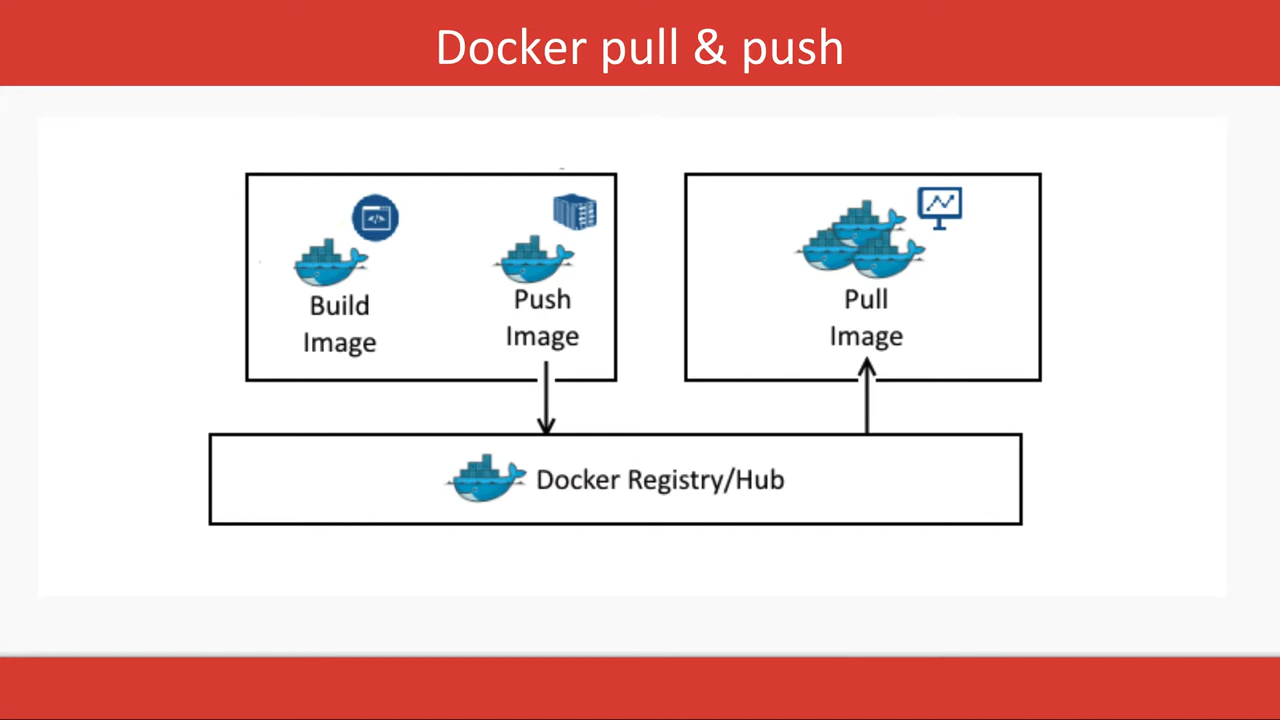 Docker pull & push
Build
Image
Push
Image
Pull
Image
Docker Registry/Hub